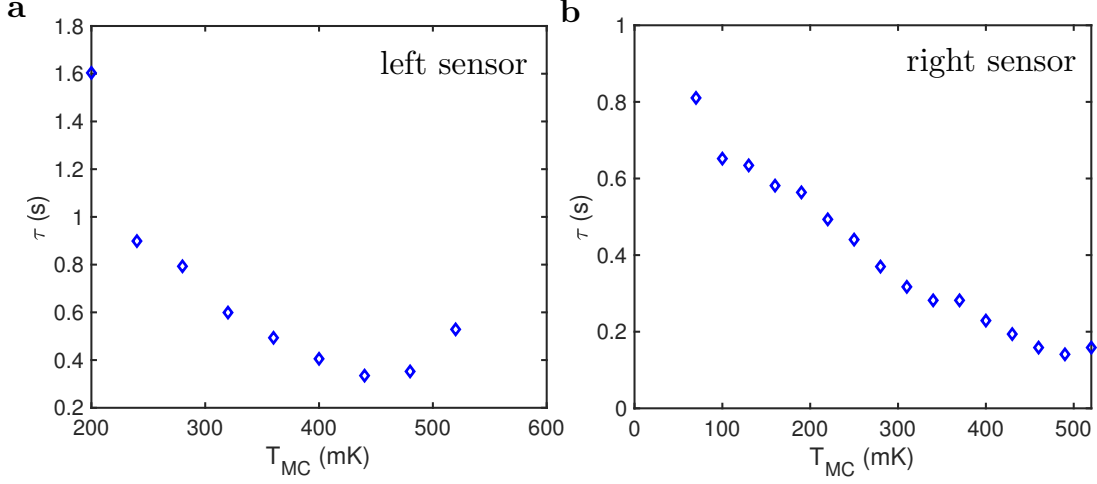 a
left sensor
1.8
1.6
1.4
1.2
1
0.8
0.6
0.4
0.2
τ (s)
200 300 400 500 600
T_MC (mK)
b
right sensor
1
0.8
0.6
0.4
0.2
0
τ (s)
0 100 200 300 400 500
T_MC (mK)